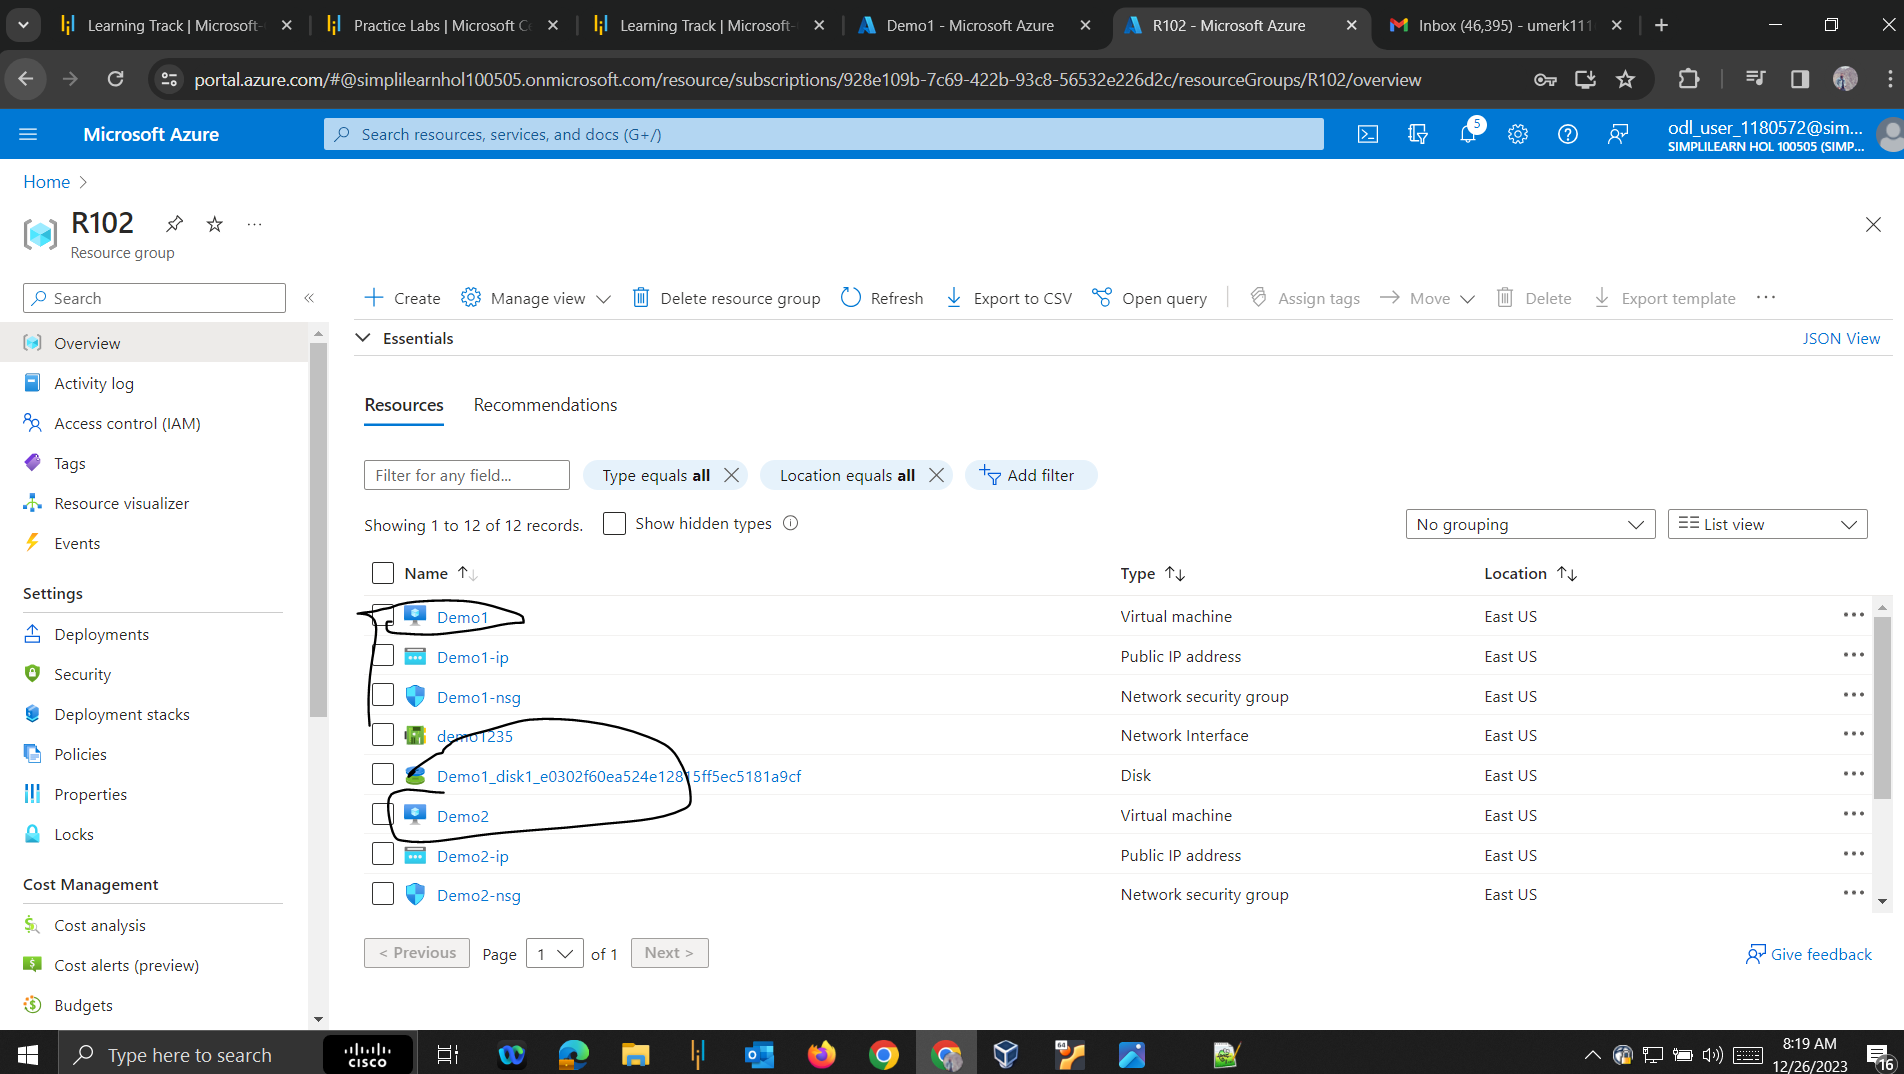 Learning Track | Microsoft-
Practice Labs | Microsoft Ce
Learning Track | Microsoft-
Demo1 - Microsoft Azure
R102 - Microsoft Azure
Inbox (46,395) - umerk111
portal.azure.com/#@simplilearnhol100505.onmicrosoft.com/resource/subscriptions/928e109b-7c69-422b-93c8-56532e226d2c/resourceGroups/R102/overview
Microsoft Azure
Search resources, services, and docs (G+/)
5
odl_user_1180572@sim...
SIMPLILEARN HOL 100505 (SIMP...
Home
R102
Resource group
Search
Create
Manage view
Delete resource group
Refresh
Export to CSV
Open query
Assign tags
Move
Delete
Export template
Essentials
JSON View
Overview
Activity log
Access control (IAM)
Tags
Resource visualizer
Events
Settings
Deployments
Security
Deployment stacks
Policies
Properties
Locks
Cost Management
Cost analysis
Cost alerts (preview)
Budgets
Resources Recommendations
Filter for any field...
Type equals all
Location equals all
Add filter
Showing 1 to 12 of 12 records.
Show hidden types
No grouping
List view
Name Type Location
Demo1 Virtual machine East US
Demo1-ip Public IP address East US
Demo1-nsg Network security group East US
demo1235 Network Interface East US
Demo1_disk1_e0302f60ea524e12815ff5ec5181a9cf Disk East US
Demo2 Virtual machine East US
Demo2-ip Public IP address East US
Demo2-nsg Network security group East US
< Previous Page 1 of 1 Next >
Give feedback
Type here to search
CISCO
64
8:19 AM
12/26/2023
16